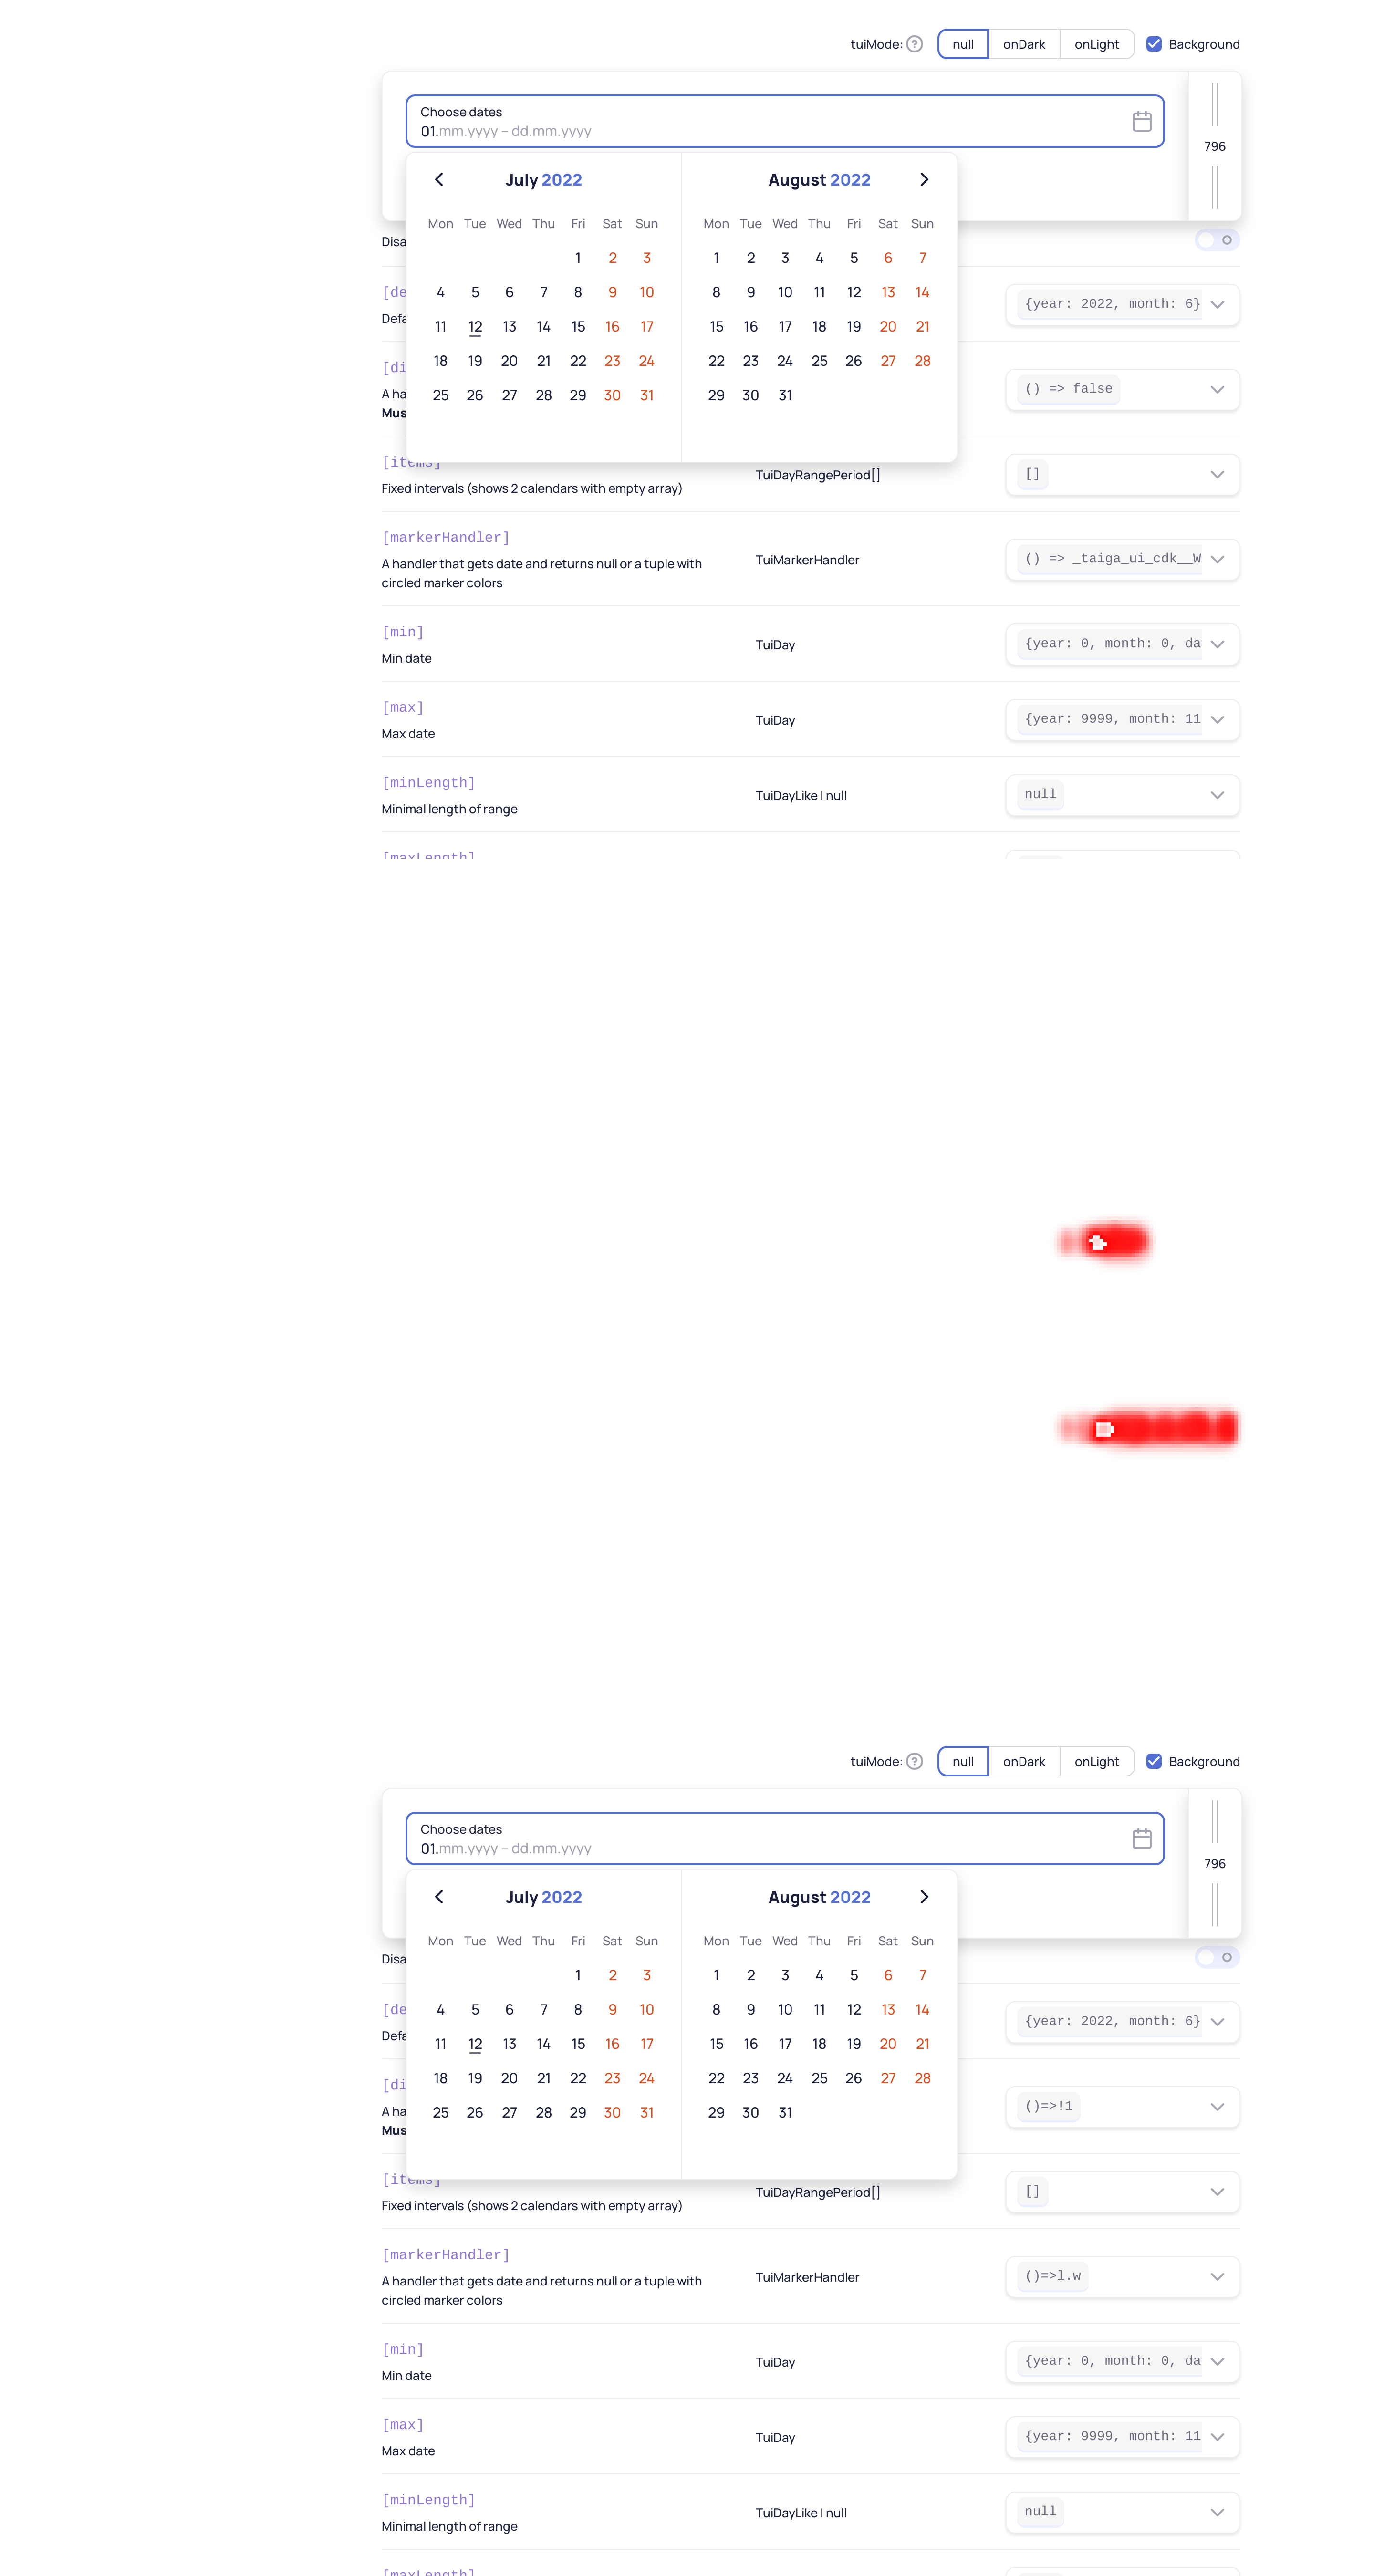 tuiMode: ? null onDark onLight Background
Choose dates
01.mm.yyyy – dd.mm.yyyy
796
July 2022 August 2022
Mon Tue Wed Thu Fri Sat Sun Mon Tue Wed Thu Fri Sat Sun
1 2 3 1 2 3 4 5 6 7
4 5 6 7 8 9 10 8 9 10 11 12 13 14
11 12 13 14 15 16 17 15 16 17 18 19 20 21
18 19 20 21 22 23 24 22 23 24 25 26 27 28
25 26 27 28 29 30 31 29 30 31
Disa
[de
Defa
{year: 2022, month: 6}
[di
A ha
Mus
() => false
[items]
Fixed intervals (shows 2 calendars with empty array)
TuiDayRangePeriod[]
[]
[markerHandler]
A handler that gets date and returns null or a tuple with
circled marker colors
TuiMarkerHandler
() => _taiga_ui_cdk__W
[min]
Min date
TuiDay
{year: 0, month: 0, da
[max]
Max date
TuiDay
{year: 9999, month: 11
[minLength]
Minimal length of range
TuiDayLike | null
null
[maxLength]
tuiMode: ? null onDark onLight Background
Choose dates
01.mm.yyyy – dd.mm.yyyy
796
July 2022 August 2022
Mon Tue Wed Thu Fri Sat Sun Mon Tue Wed Thu Fri Sat Sun
1 2 3 1 2 3 4 5 6 7
4 5 6 7 8 9 10 8 9 10 11 12 13 14
11 12 13 14 15 16 17 15 16 17 18 19 20 21
18 19 20 21 22 23 24 22 23 24 25 26 27 28
25 26 27 28 29 30 31 29 30 31
Disa
[de
Defa
{year: 2022, month: 6}
[di
A ha
Mus
()=>!1
[items]
Fixed intervals (shows 2 calendars with empty array)
TuiDayRangePeriod[]
[]
[markerHandler]
A handler that gets date and returns null or a tuple with
circled marker colors
TuiMarkerHandler
()=>l.w
[min]
Min date
TuiDay
{year: 0, month: 0, da
[max]
Max date
TuiDay
{year: 9999, month: 11
[minLength]
Minimal length of range
TuiDayLike | null
null
[maxLength]